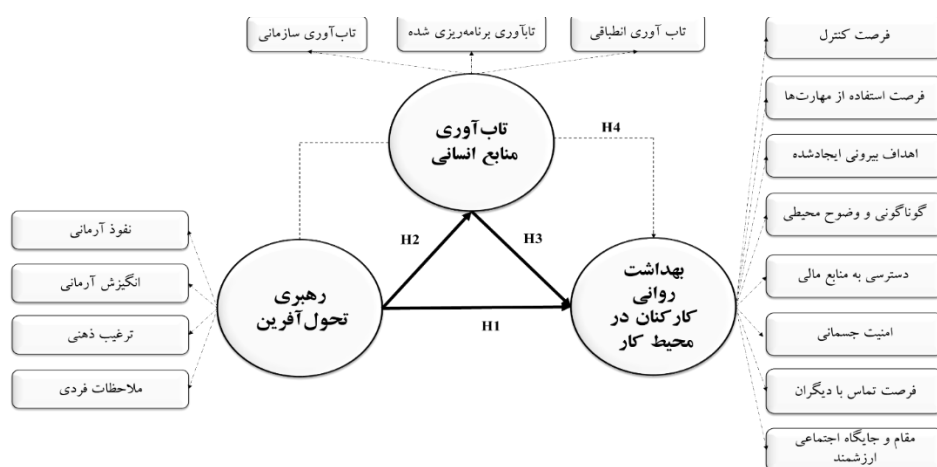 تاب آوری انطباقی
تاباوری برنامه‌ریزی شده
تاب‌آوری سازمانی
فرصت کنترل
فرصت استفاده از مهارت‌ها
اهداف بیرونی ایجادشده
گوناگونی و وضوح محیطی
دسترسی به منابع مالی
امنیت جسمانی
فرصت تماس با دیگران
مقام و جایگاه اجتماعی
ارزشمند
تاب‌آوری
منابع انسانی
H4
H2
H3
H1
بهداشت
روانی
کارکنان در
محیط کار
رهبری
تحول‌آفرین
نفوذ آرمانی
انگیزش آرمانی
ترغیب ذهنی
ملاحظات فردی